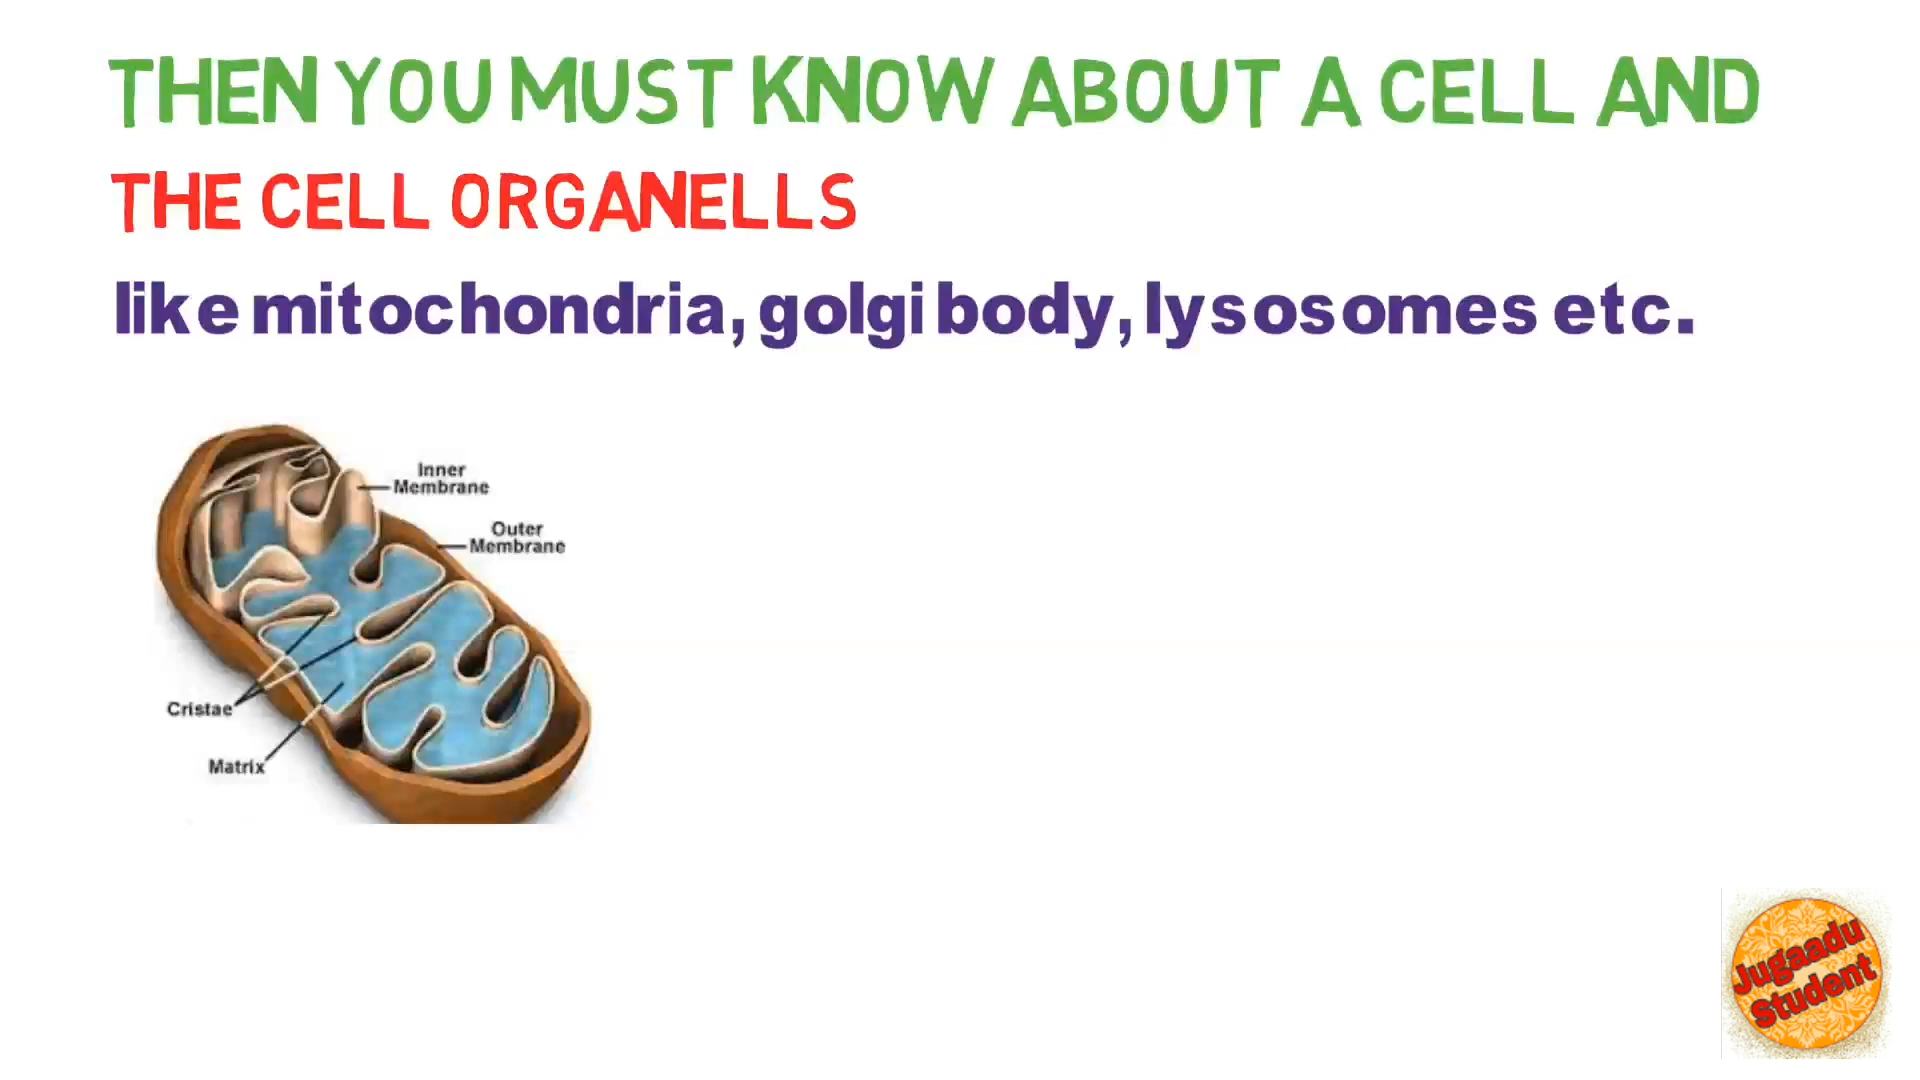 THEN YOU MUST KNOW ABOUT A CELL AND
THE CELL ORGANELLS
like mitochondria, golgi body, lysosomes etc.
Inner
Membrane
Outer
Membrane
Cristae
Matrix
Jugaadu
Student